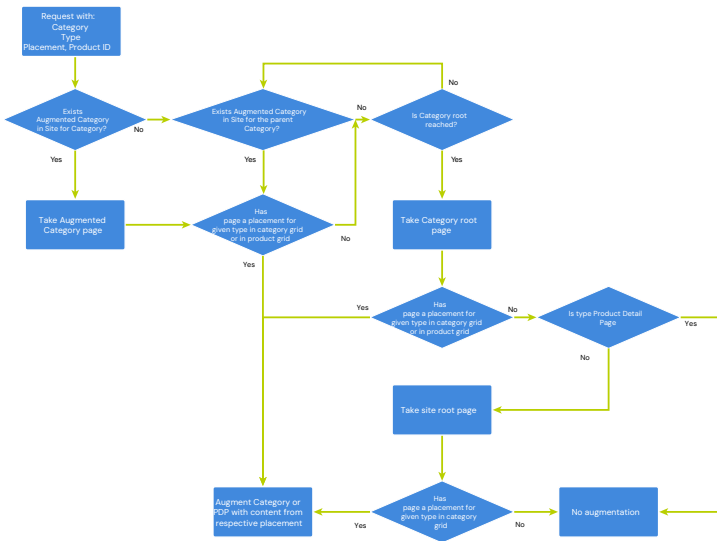 Request with:
Category
Type
Placement, Product ID
Exists
Augmented Category
in Site for Category?
No
Exists Augmented Category
in Site for the parent
Category?
No
Is Category root
reached?
No
Yes
Yes
Yes
Take Augmented
Category page
Has
page a placement for
given type in category grid
or in product grid
No
Yes
Take Category root
page
Yes
Has
page a placement for
given type in category grid
or in product grid
No
Is type Product Detail
Page
Yes
No
Take site root page
Augment Category or
PDP with content from
respective placement
Yes
Has
page a placement for
given type in category
grid
No
No augmentation